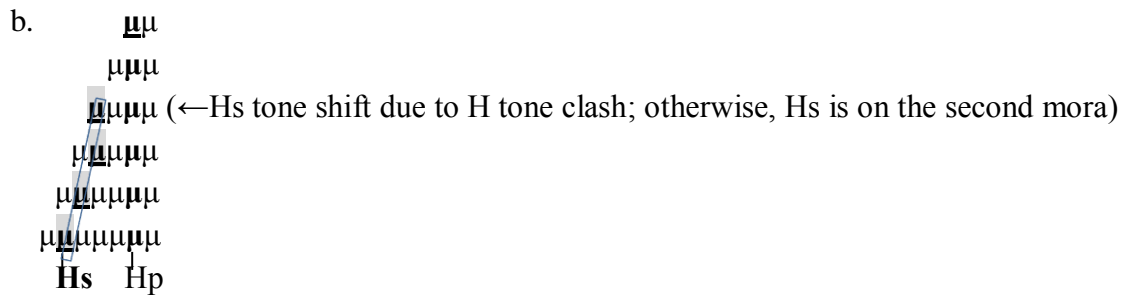 b. μμ
μμμ
μμμμ (←Hs tone shift due to H tone clash; otherwise, Hs is on the second mora)
μμμμμ
μμμμμμ
μμμμμμμ
Hs Hp